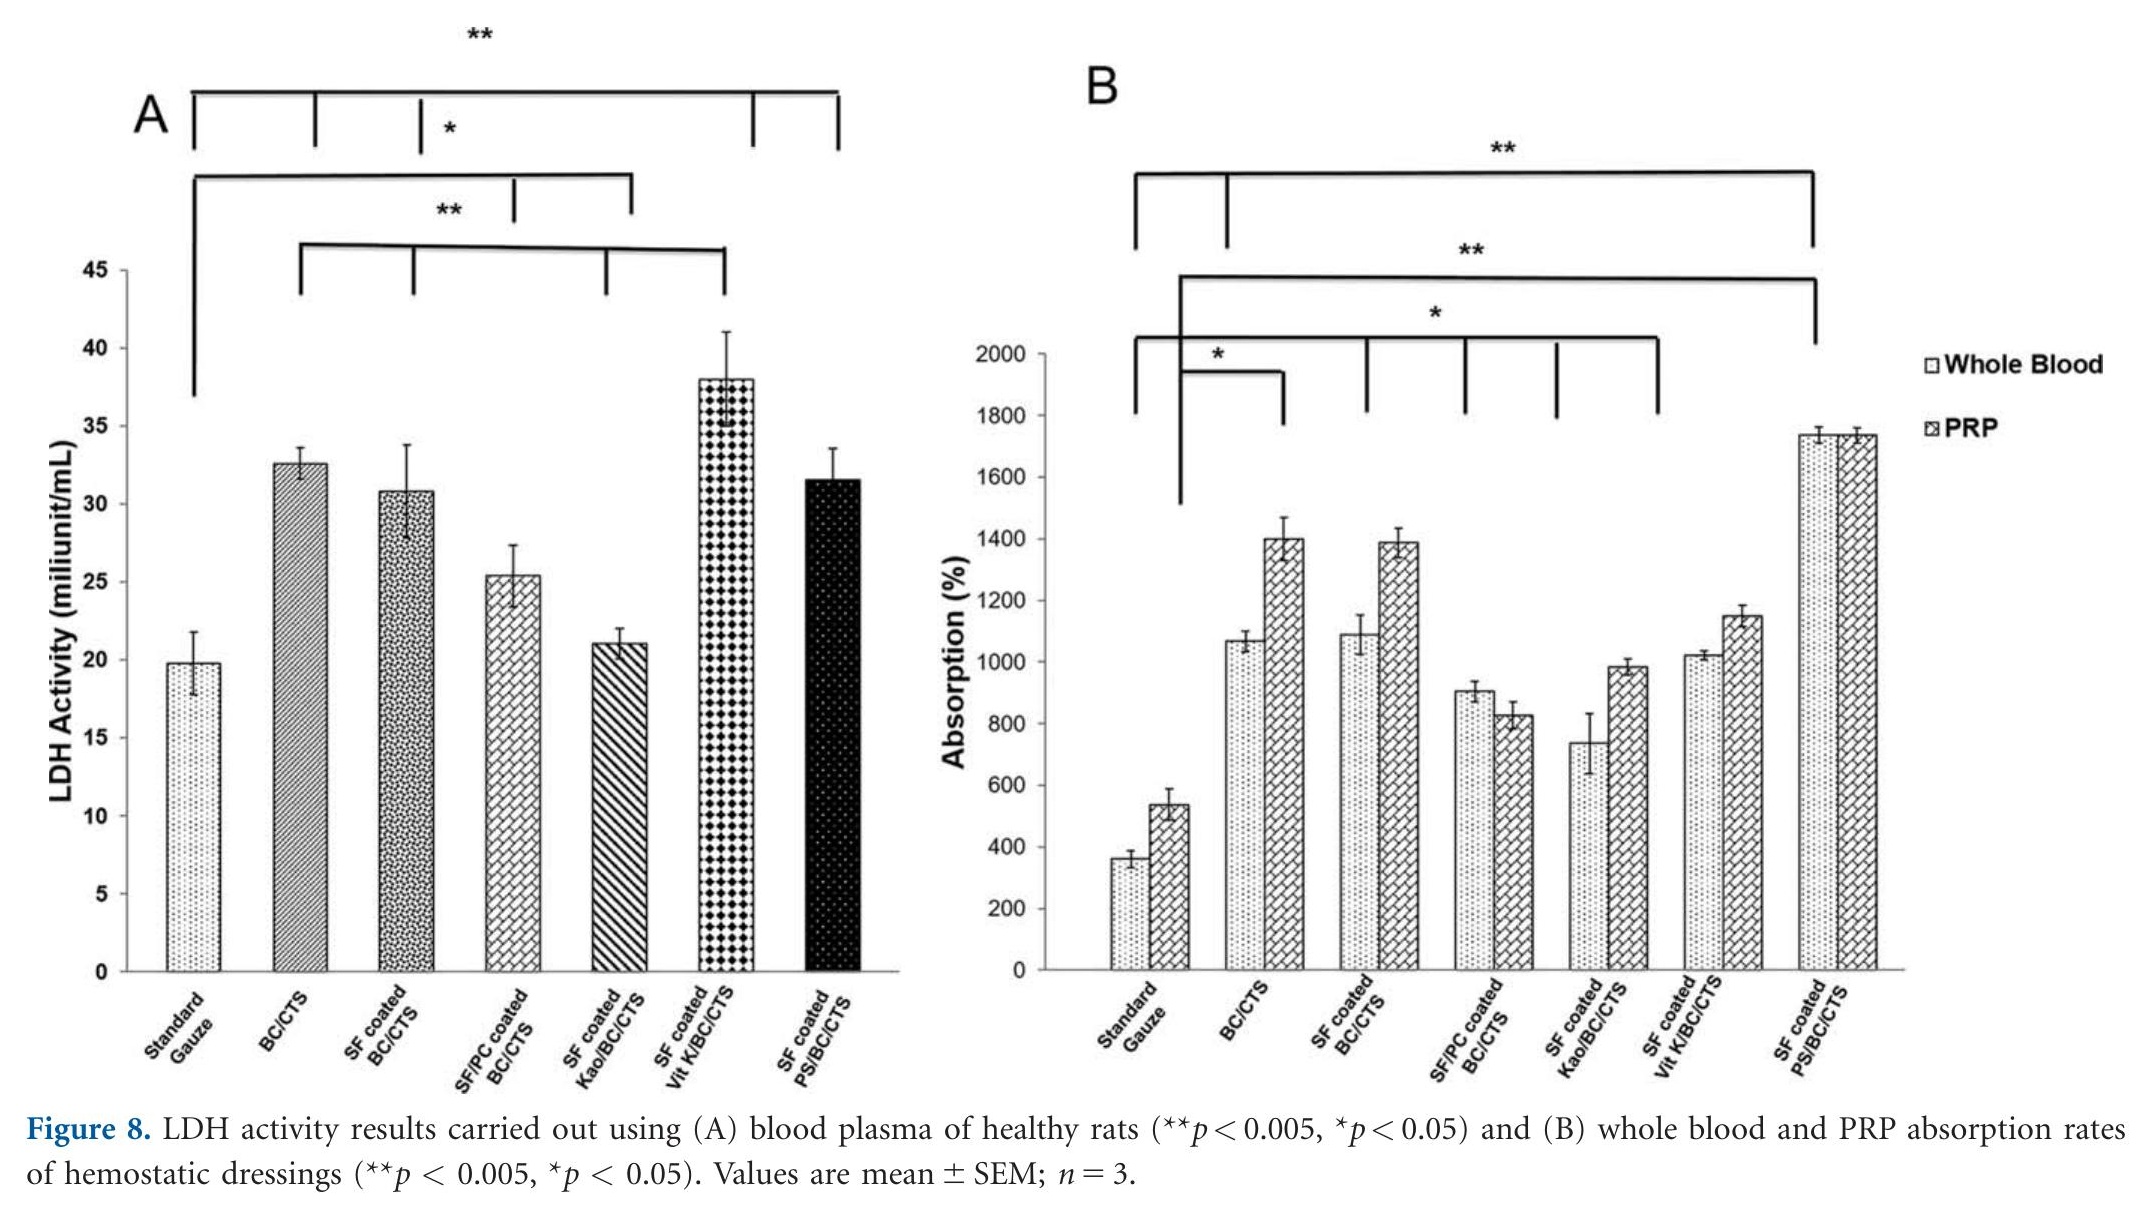 **
A
*
**
45
40
35
30
25
20
15
10
5
0
LDH Activity (miliunit/mL)
Standard
Gauze
BC/CTS
SF coated
BC/CTS
SF/PC coated
BC/CTS
SF coated
Kao/BC/CTS
SF coated
Vit K/BC/CTS
SF coated
PS/BC/CTS
B
**
**
*
*
2000
1800
1600
1400
1200
1000
800
600
400
200
0
Absorption (%)
Standard
Gauze
BC/CTS
SF coated
BC/CTS
SF/PC coated
BC/CTS
SF coated
Kao/BC/CTS
SF coated
Vit K/BC/CTS
SF coated
PS/BC/CTS
Whole Blood
PRP
Figure 8. LDH activity results carried out using (A) blood plasma of healthy rats (**p < 0.005, *p < 0.05) and (B) whole blood and PRP absorption rates
of hemostatic dressings (**p < 0.005, *p < 0.05). Values are mean ± SEM; n = 3.